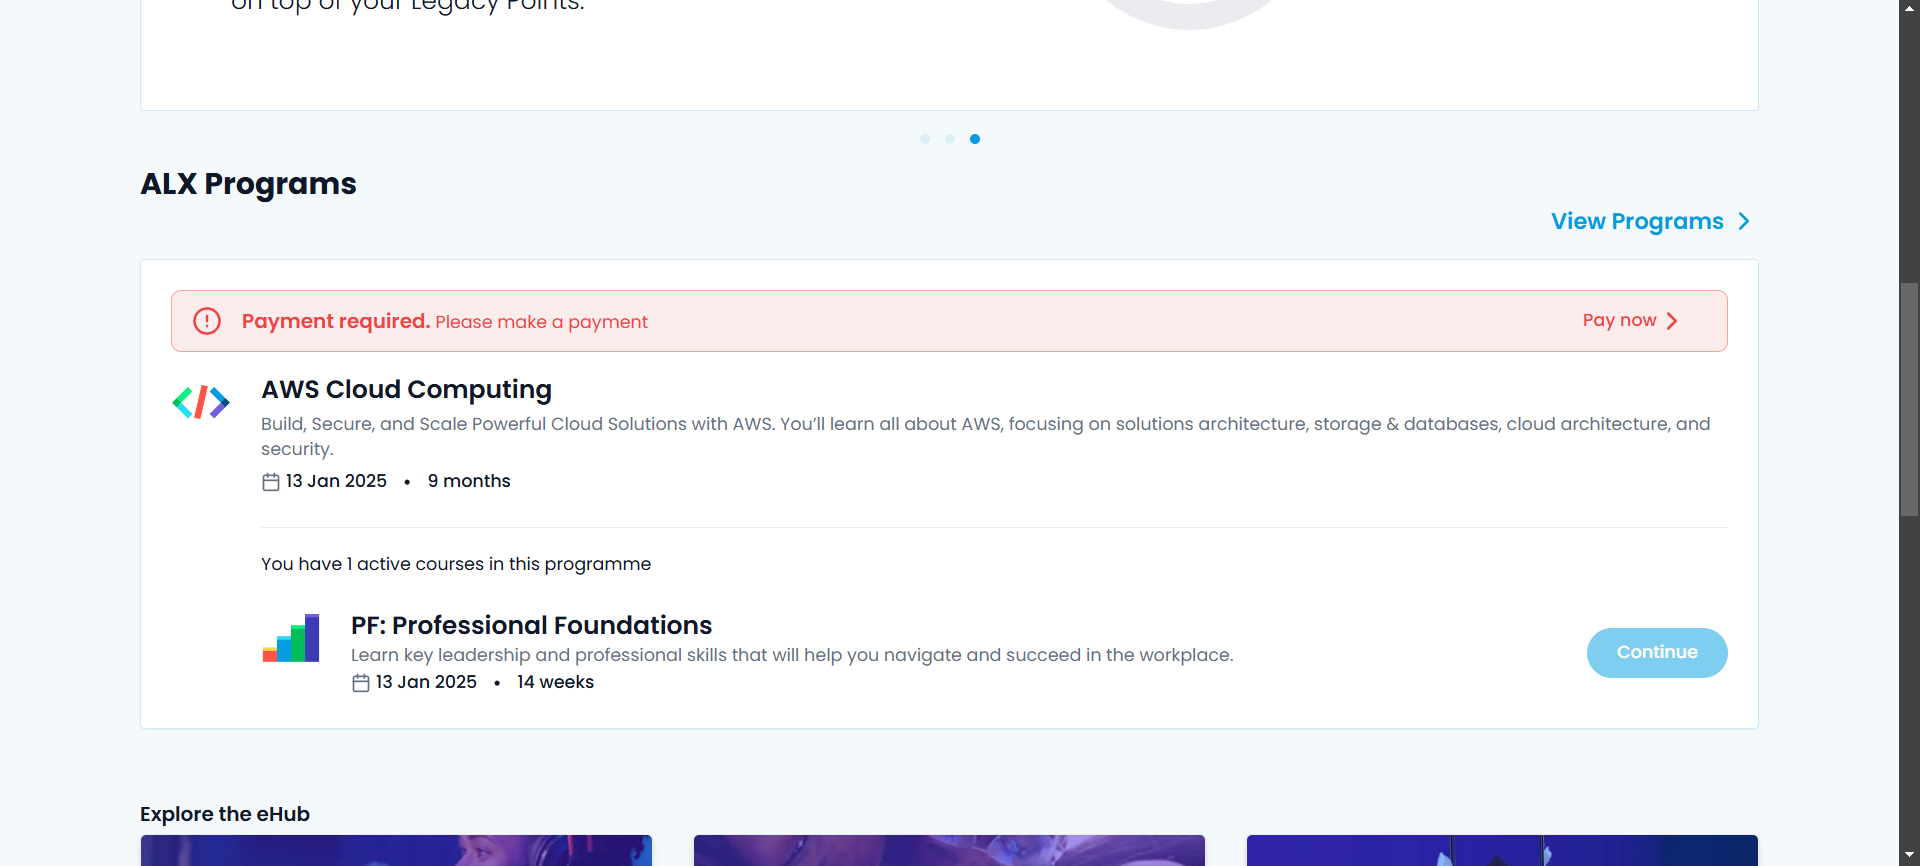 on top of your Legacy Points.
ALX Programs
View Programs
Payment required. Please make a payment
Pay now
AWS Cloud Computing
Build, Secure, and Scale Powerful Cloud Solutions with AWS. You’ll learn all about AWS, focusing on solutions architecture, storage & databases, cloud architecture, and
security.
13 Jan 2025 • 9 months
You have 1 active courses in this programme
PF: Professional Foundations
Learn key leadership and professional skills that will help you navigate and succeed in the workplace.
13 Jan 2025 • 14 weeks
Continue
Explore the eHub